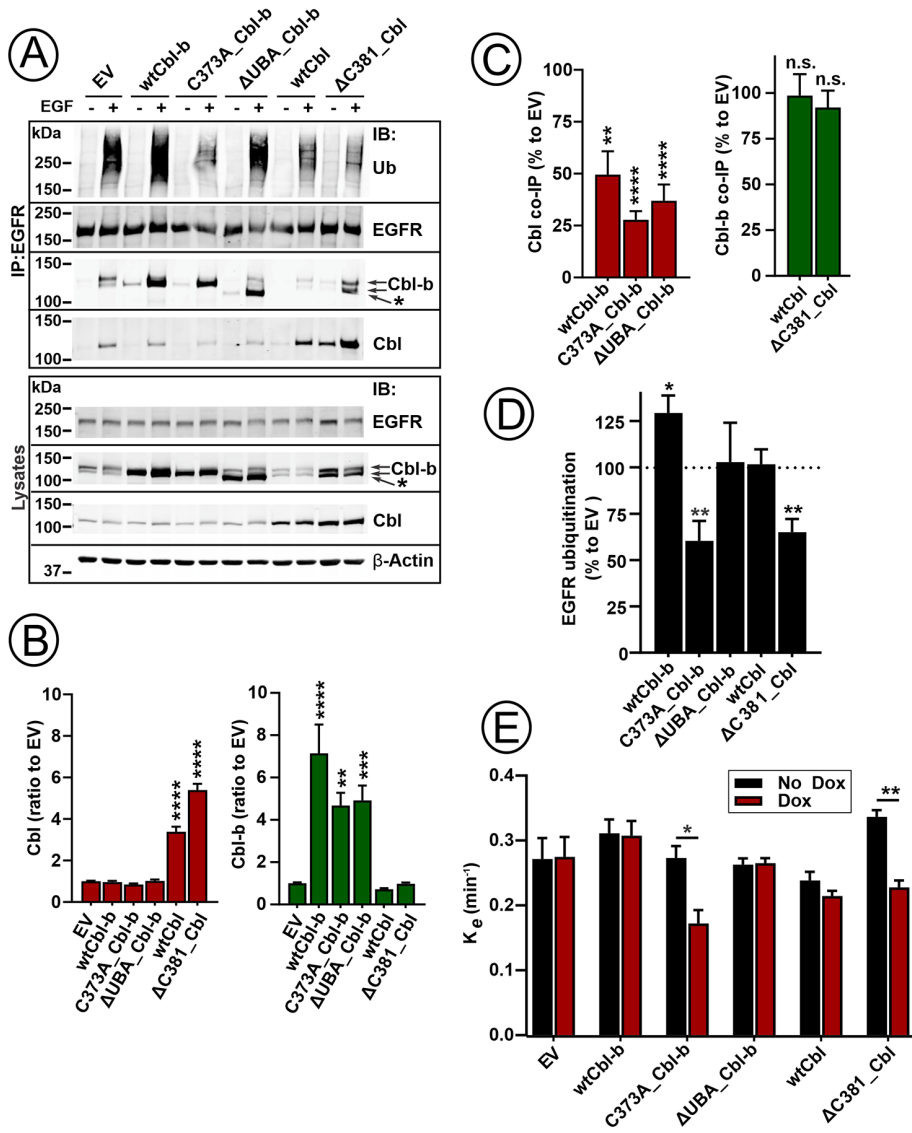 A
EV
wtCbl-b
C373A_Cbl-b
ΔUBA_Cbl-b
wtCbl
ΔC381_Cbl
EGF - + - + - + - + - + - +
IP:EGFR
kDa
IB:
250
Ub
150
250
EGFR
150
Cbl-b
100
*
150
Cbl
100
Lysates
kDa
IB:
250
EGFR
150
150
Cbl-b
100
*
150
Cbl
100
β-Actin
37
B
Cbl (ratio to EV)
10
8
6
4
2
0
****
****
EV
wtCbl-b
C373A_Cbl-b
ΔUBA_Cbl-b
wtCbl
ΔC381_Cbl
Cbl-b (ratio to EV)
10
8
6
4
2
0
****
**
***
EV
wtCbl-b
C373A_Cbl-b
ΔUBA_Cbl-b
wtCbl
ΔC381_Cbl
C
Cbl co-IP (% to EV)
100
75
50
25
0
**
****
****
wtCbl-b
C373A_Cbl-b
ΔUBA_Cbl-b
Cbl-b co-IP (% to EV)
100
75
50
25
0
n.s.
n.s.
wtCbl
ΔC381_Cbl
D
EGFR ubiquitination
(% to EV )
125
100
75
50
25
0
*
**
**
wtCbl-b
C373A_Cbl-b
ΔUBA_Cbl-b
wtCbl
ΔC381_Cbl
E
Ke (min-1)
0.4
0.3
0.2
0.1
0.0
No Dox
Dox
*
**
EV
wtCbl-b
C373A_Cbl-b
ΔUBA_Cbl-b
wtCbl
ΔC381_Cbl